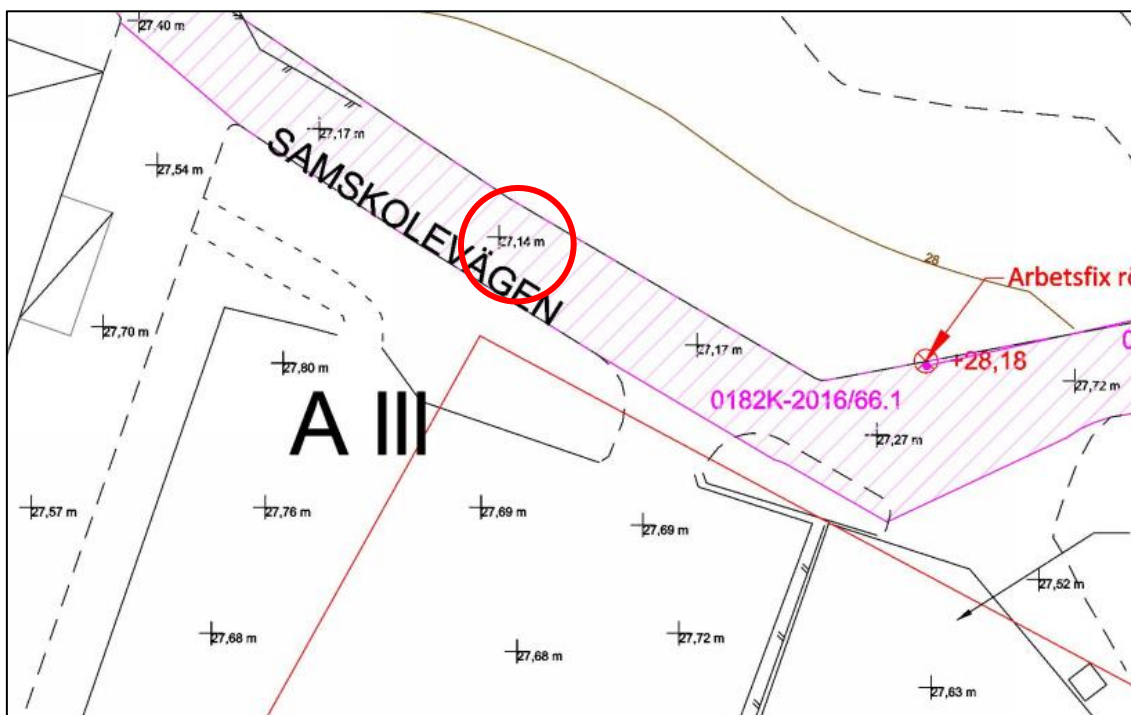 27,40 m
27,17 m
SAMSKOLEVÄGEN
27,54 m
27,14 m
28
Arbetsfix rö
27,70 m
27,17 m
+28,18
27,80 m
27,72 m
A III
0182K-2016/66.1
27,27 m
27,57 m
27,76 m
27,69 m
27,69 m
27,52 m
27,68 m
27,68 m
27,72 m
27,63 m